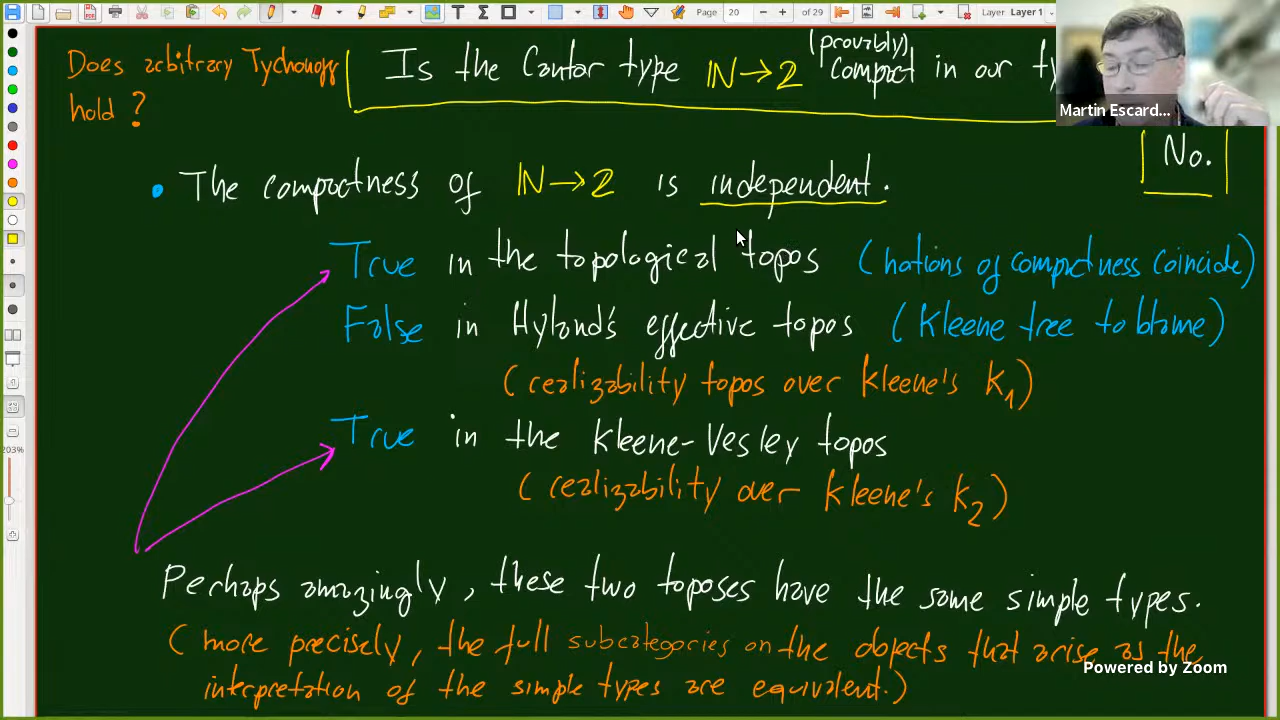 Page 20 of 29 Layer Layer 1
Does arbitrary Tychonoff hold ?
Is the Cantor type IN→2 (provably) compact in our ty
Martin Escard...
No.
• The compactness of IN→2 is independent.
True in the topological topos (notions of compactness coincide)
False in Hyland's effective topos (Kleene tree to blame)
(realizability topos over Kleene's K1)
True in the Kleene-Vesley topos
(realizability over Kleene's K2)
203%
Perhaps amazingly, these two toposes have the same simple types.
(more precisely, the full subcategories on the objects that arise as the
Powered by Zoom
interpretation of the simple types are equivalent.)